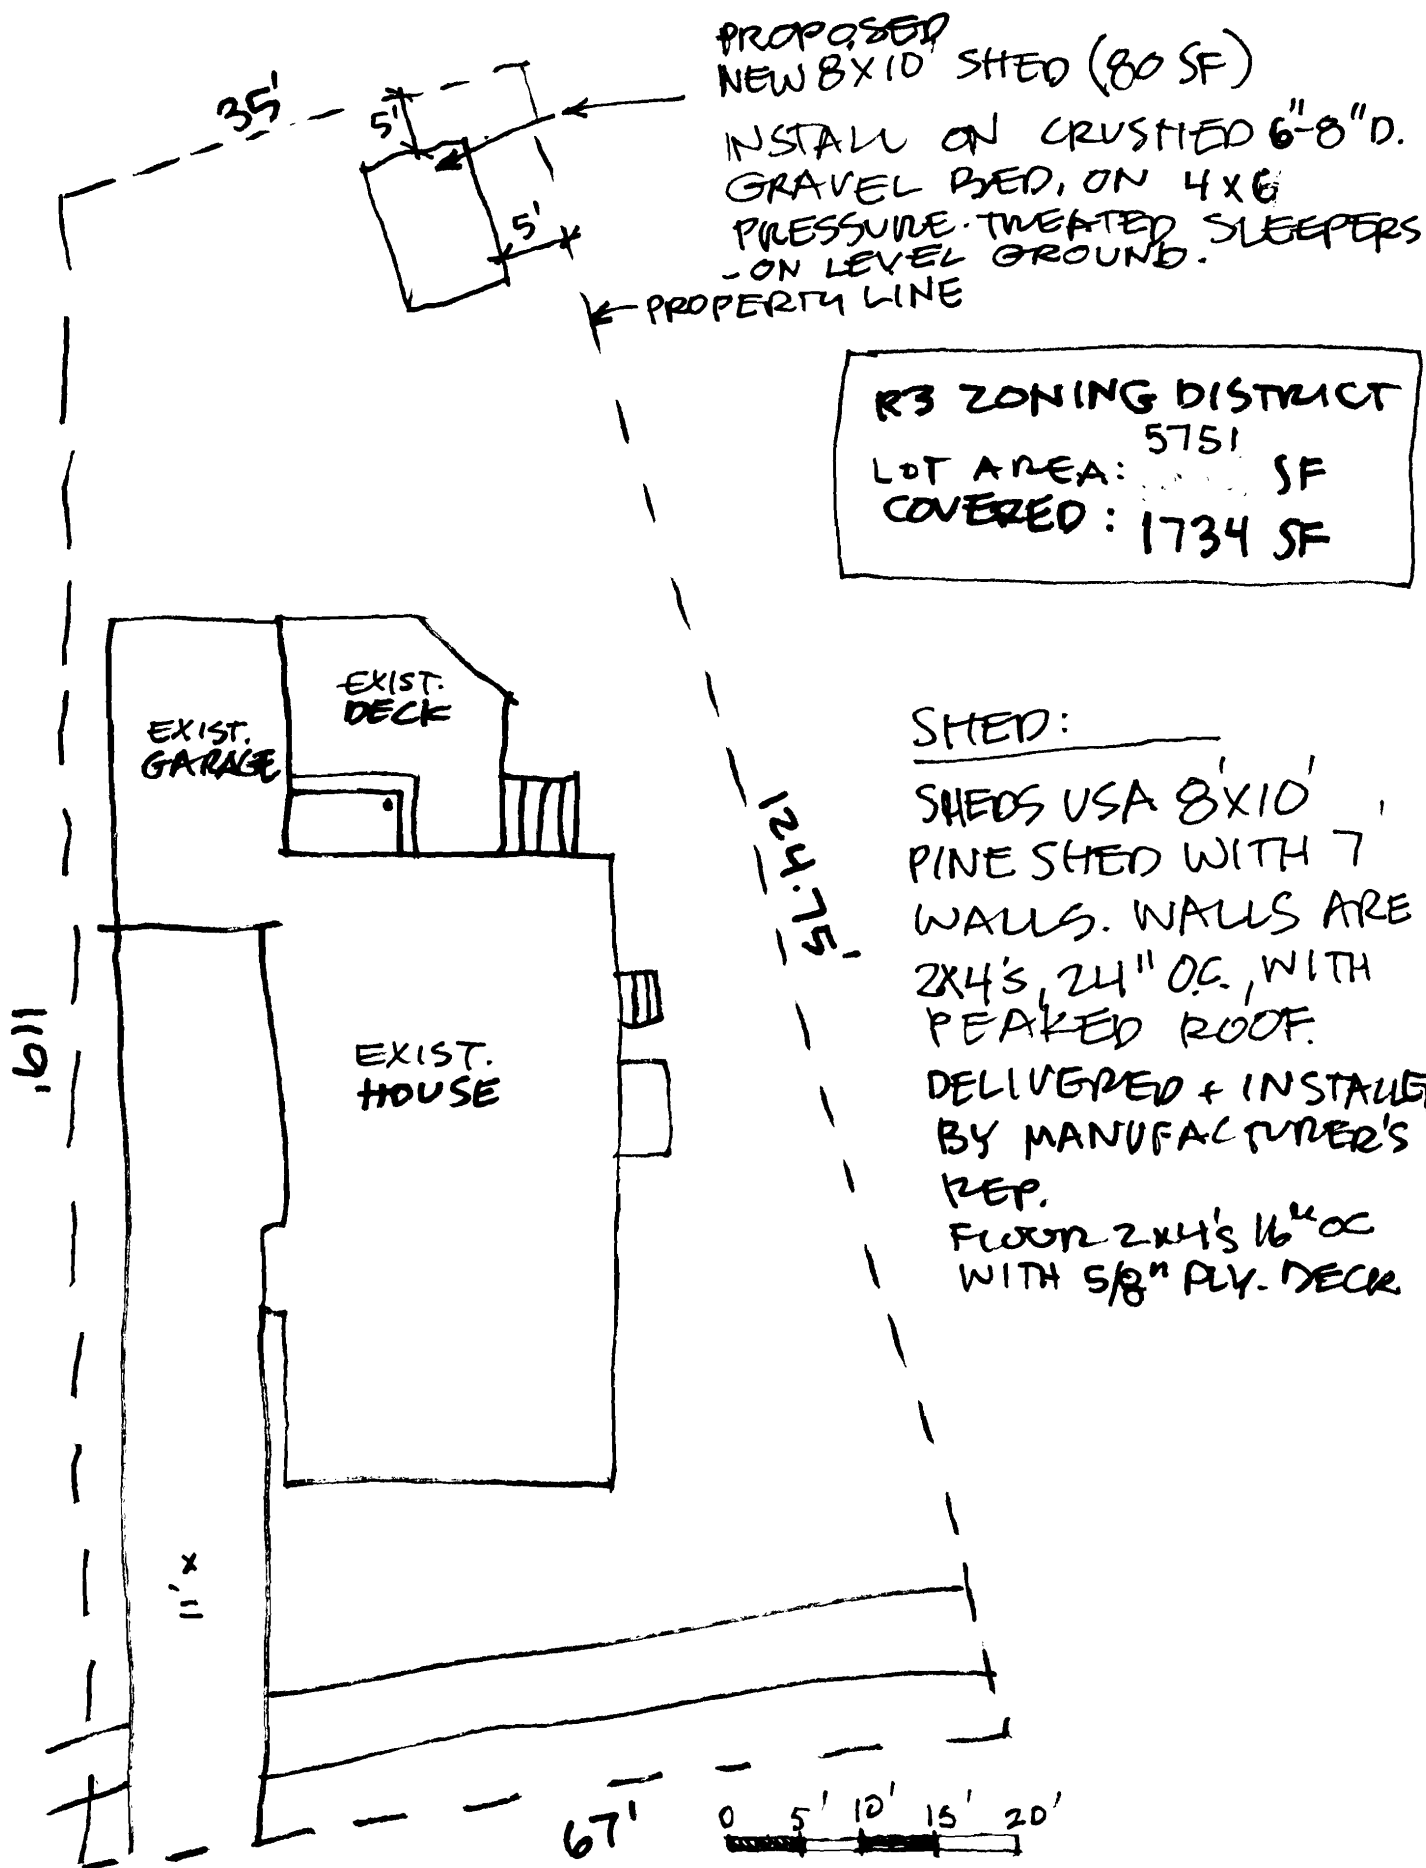 PROPOSED
NEW 8X10' SHED (80 SF)
INSTALL ON CRUSHED 6"-8"D.
GRAVEL BED, ON 4X6
PRESSURE-TREATED SLEEPERS
- ON LEVEL GROUND.
PROPERTY LINE
35'
5'
5'
R3 ZONING DISTRICT
5751
LOT AREA: SF
COVERED: 1734 SF
EXIST.
DECK
EXIST.
GARAGE
SHED:
SHEDS USA 8'X10'
PINE SHED WITH 7'
WALLS. WALLS ARE
2X4'S, 24" O.C., WITH
PEAKED ROOF.
DELIVERED + INSTALLED
BY MANUFACTURER'S
REP.
FLOOR 2X4'S 16" OC
WITH 5/8" PLY. DECK
124.75'
119'
EXIST.
HOUSE
11'x
67'
0 5' 10' 15' 20'